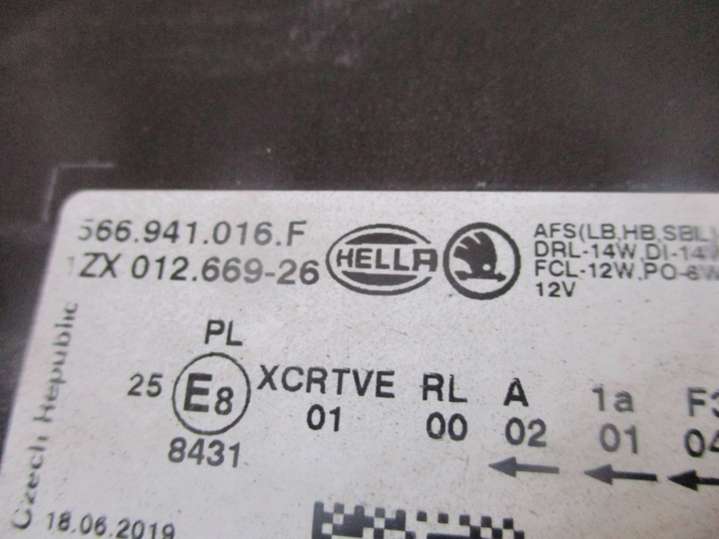 566.941.016.F
1ZX 012.669-26
HELLA
AFS(LB,HB,SBL)
DRL-14W,DI-14W
FCL-12W,PO-6W
12V
PL
25 E8 XCRTVE RL A 1a
8431 01 00 02 01 04
Czech Republic
18.06.2019